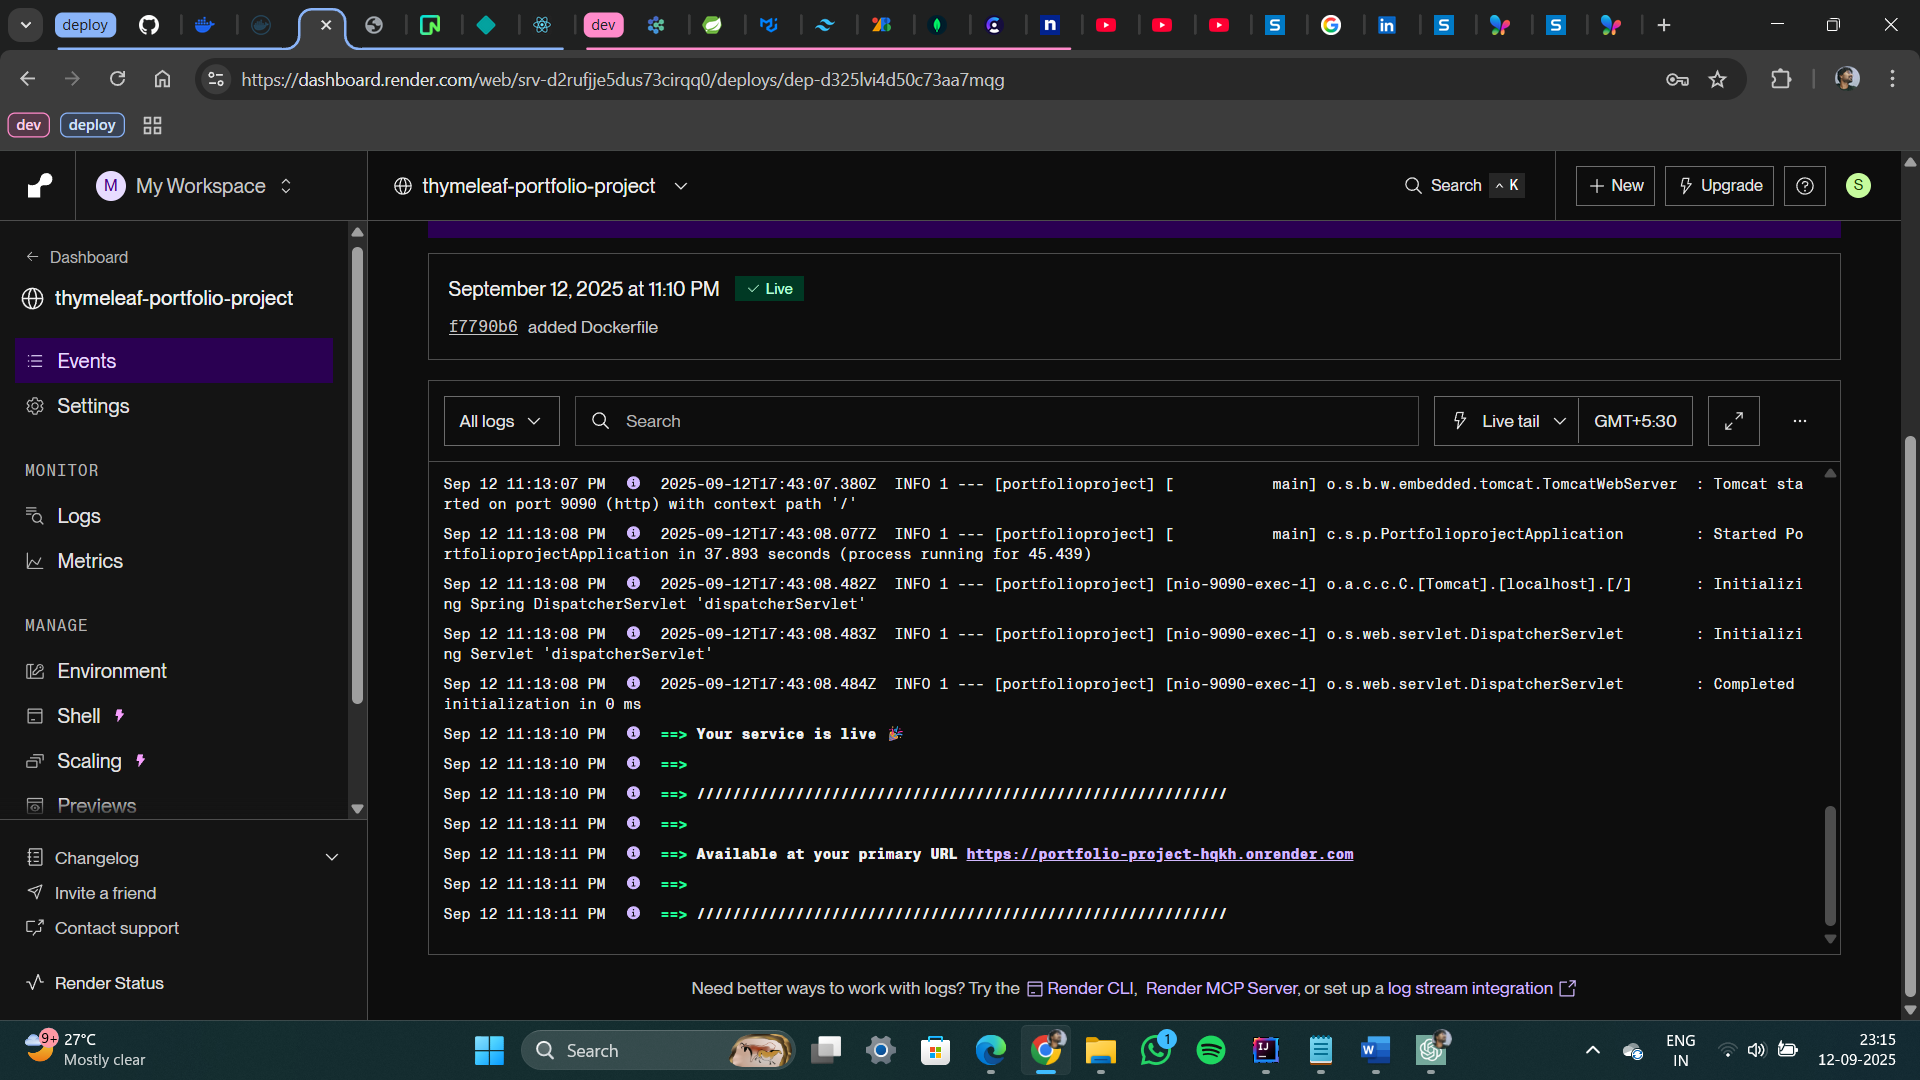 deploy
dev
https://dashboard.render.com/web/srv-d2rufjje5dus73cirqq0/deploys/dep-d325lvi4d50c73aa7mqg
dev
deploy
M
My Workspace
thymeleaf-portfolio-project
Search
^ K
+ New
Upgrade
S
Dashboard
thymeleaf-portfolio-project
Events
Settings
MONITOR
Logs
Metrics
MANAGE
Environment
Shell
Scaling
Previews
Changelog
Invite a friend
Contact support
Render Status
September 12, 2025 at 11:10 PM
Live
f7790b6 added Dockerfile
All logs
Search
Live tail
GMT+5:30
Sep 12 11:13:07 PM 2025-09-12T17:43:07.380Z INFO 1 --- [portfolioproject] [ main] o.s.b.w.embedded.tomcat.TomcatWebServer : Tomcat sta
rted on port 9090 (http) with context path '/'
Sep 12 11:13:08 PM 2025-09-12T17:43:08.077Z INFO 1 --- [portfolioproject] [ main] c.s.p.PortfolioprojectApplication : Started Po
rtfolioprojectApplication in 37.893 seconds (process running for 45.439)
Sep 12 11:13:08 PM 2025-09-12T17:43:08.482Z INFO 1 --- [portfolioproject] [nio-9090-exec-1] o.a.c.c.C.[Tomcat].[localhost].[/] : Initializi
ng Spring DispatcherServlet 'dispatcherServlet'
Sep 12 11:13:08 PM 2025-09-12T17:43:08.483Z INFO 1 --- [portfolioproject] [nio-9090-exec-1] o.s.web.servlet.DispatcherServlet : Initializi
ng Servlet 'dispatcherServlet'
Sep 12 11:13:08 PM 2025-09-12T17:43:08.484Z INFO 1 --- [portfolioproject] [nio-9090-exec-1] o.s.web.servlet.DispatcherServlet : Completed
initialization in 0 ms
Sep 12 11:13:10 PM ==> Your service is live 🎉
Sep 12 11:13:10 PM ==>
Sep 12 11:13:10 PM ==> ///////////////////////////////////////////////////////////
Sep 12 11:13:11 PM ==>
Sep 12 11:13:11 PM ==> Available at your primary URL https://portfolio-project-hqkh.onrender.com
Sep 12 11:13:11 PM ==>
Sep 12 11:13:11 PM ==> ///////////////////////////////////////////////////////////
Need better ways to work with logs? Try the Render CLI, Render MCP Server, or set up a log stream integration
9+
27°C
Mostly clear
Search
1
ENG
IN
23:15
12-09-2025